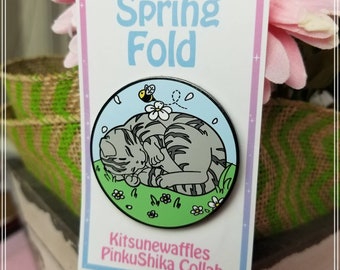 Spring
Fold
Kitsunewaffles
PinkuShika Collab